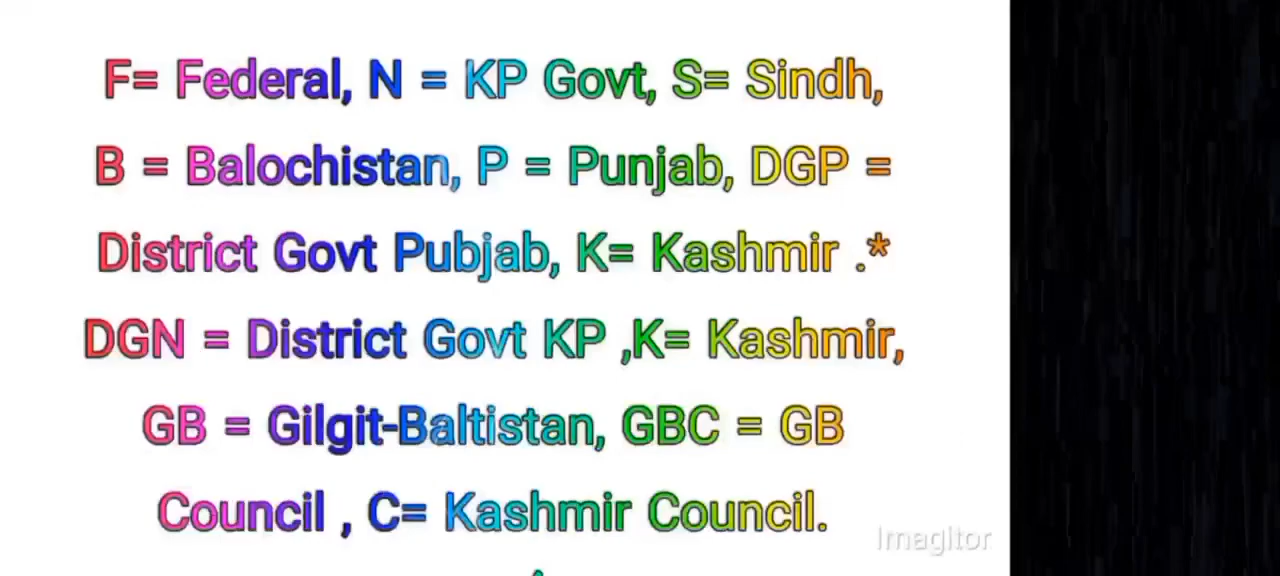 F= Federal, N = KP Govt, S= Sindh,
B = Balochistan, P = Punjab, DGP =
District Govt Pubjab, K= Kashmir .*
DGN = District Govt KP ,K= Kashmir,
GB = Gilgit-Baltistan, GBC = GB
Council , C= Kashmir Council.
Imagitor